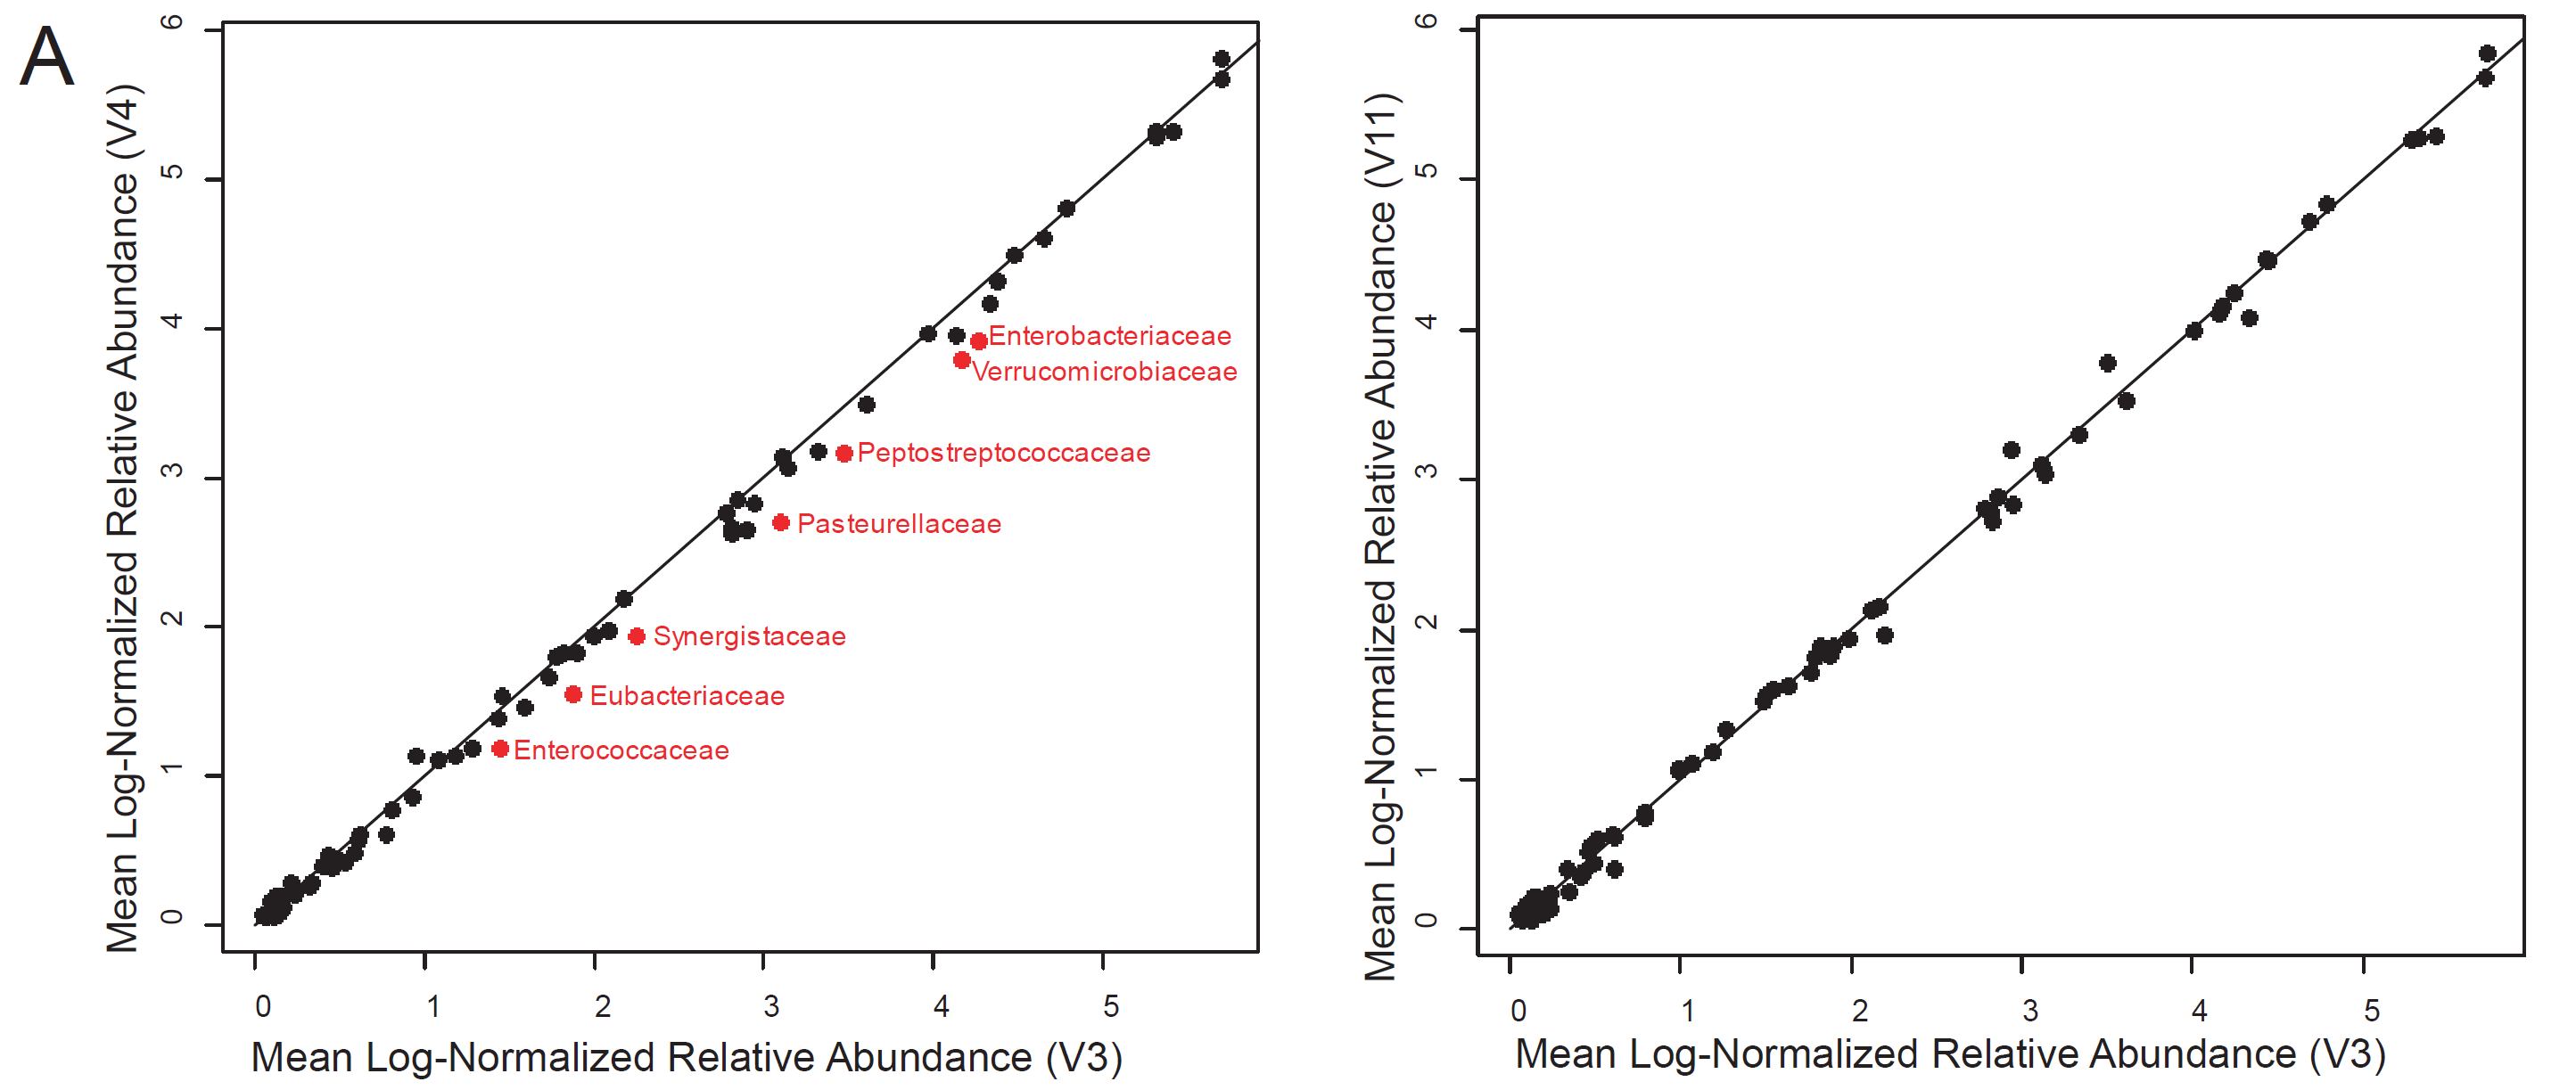 A
Mean Log-Normalized Relative Abundance (V4)
6
5
4
3
2
1
0
Enterobacteriaceae
Verrucomicrobiaceae
Peptostreptococcaceae
Pasteurellaceae
Synergistaceae
Eubacteriaceae
Enterococcaceae
0 1 2 3 4 5
Mean Log-Normalized Relative Abundance (V3)
Mean Log-Normalized Relative Abundance (V11)
6
5
4
3
2
1
0
0 1 2 3 4 5
Mean Log-Normalized Relative Abundance (V3)